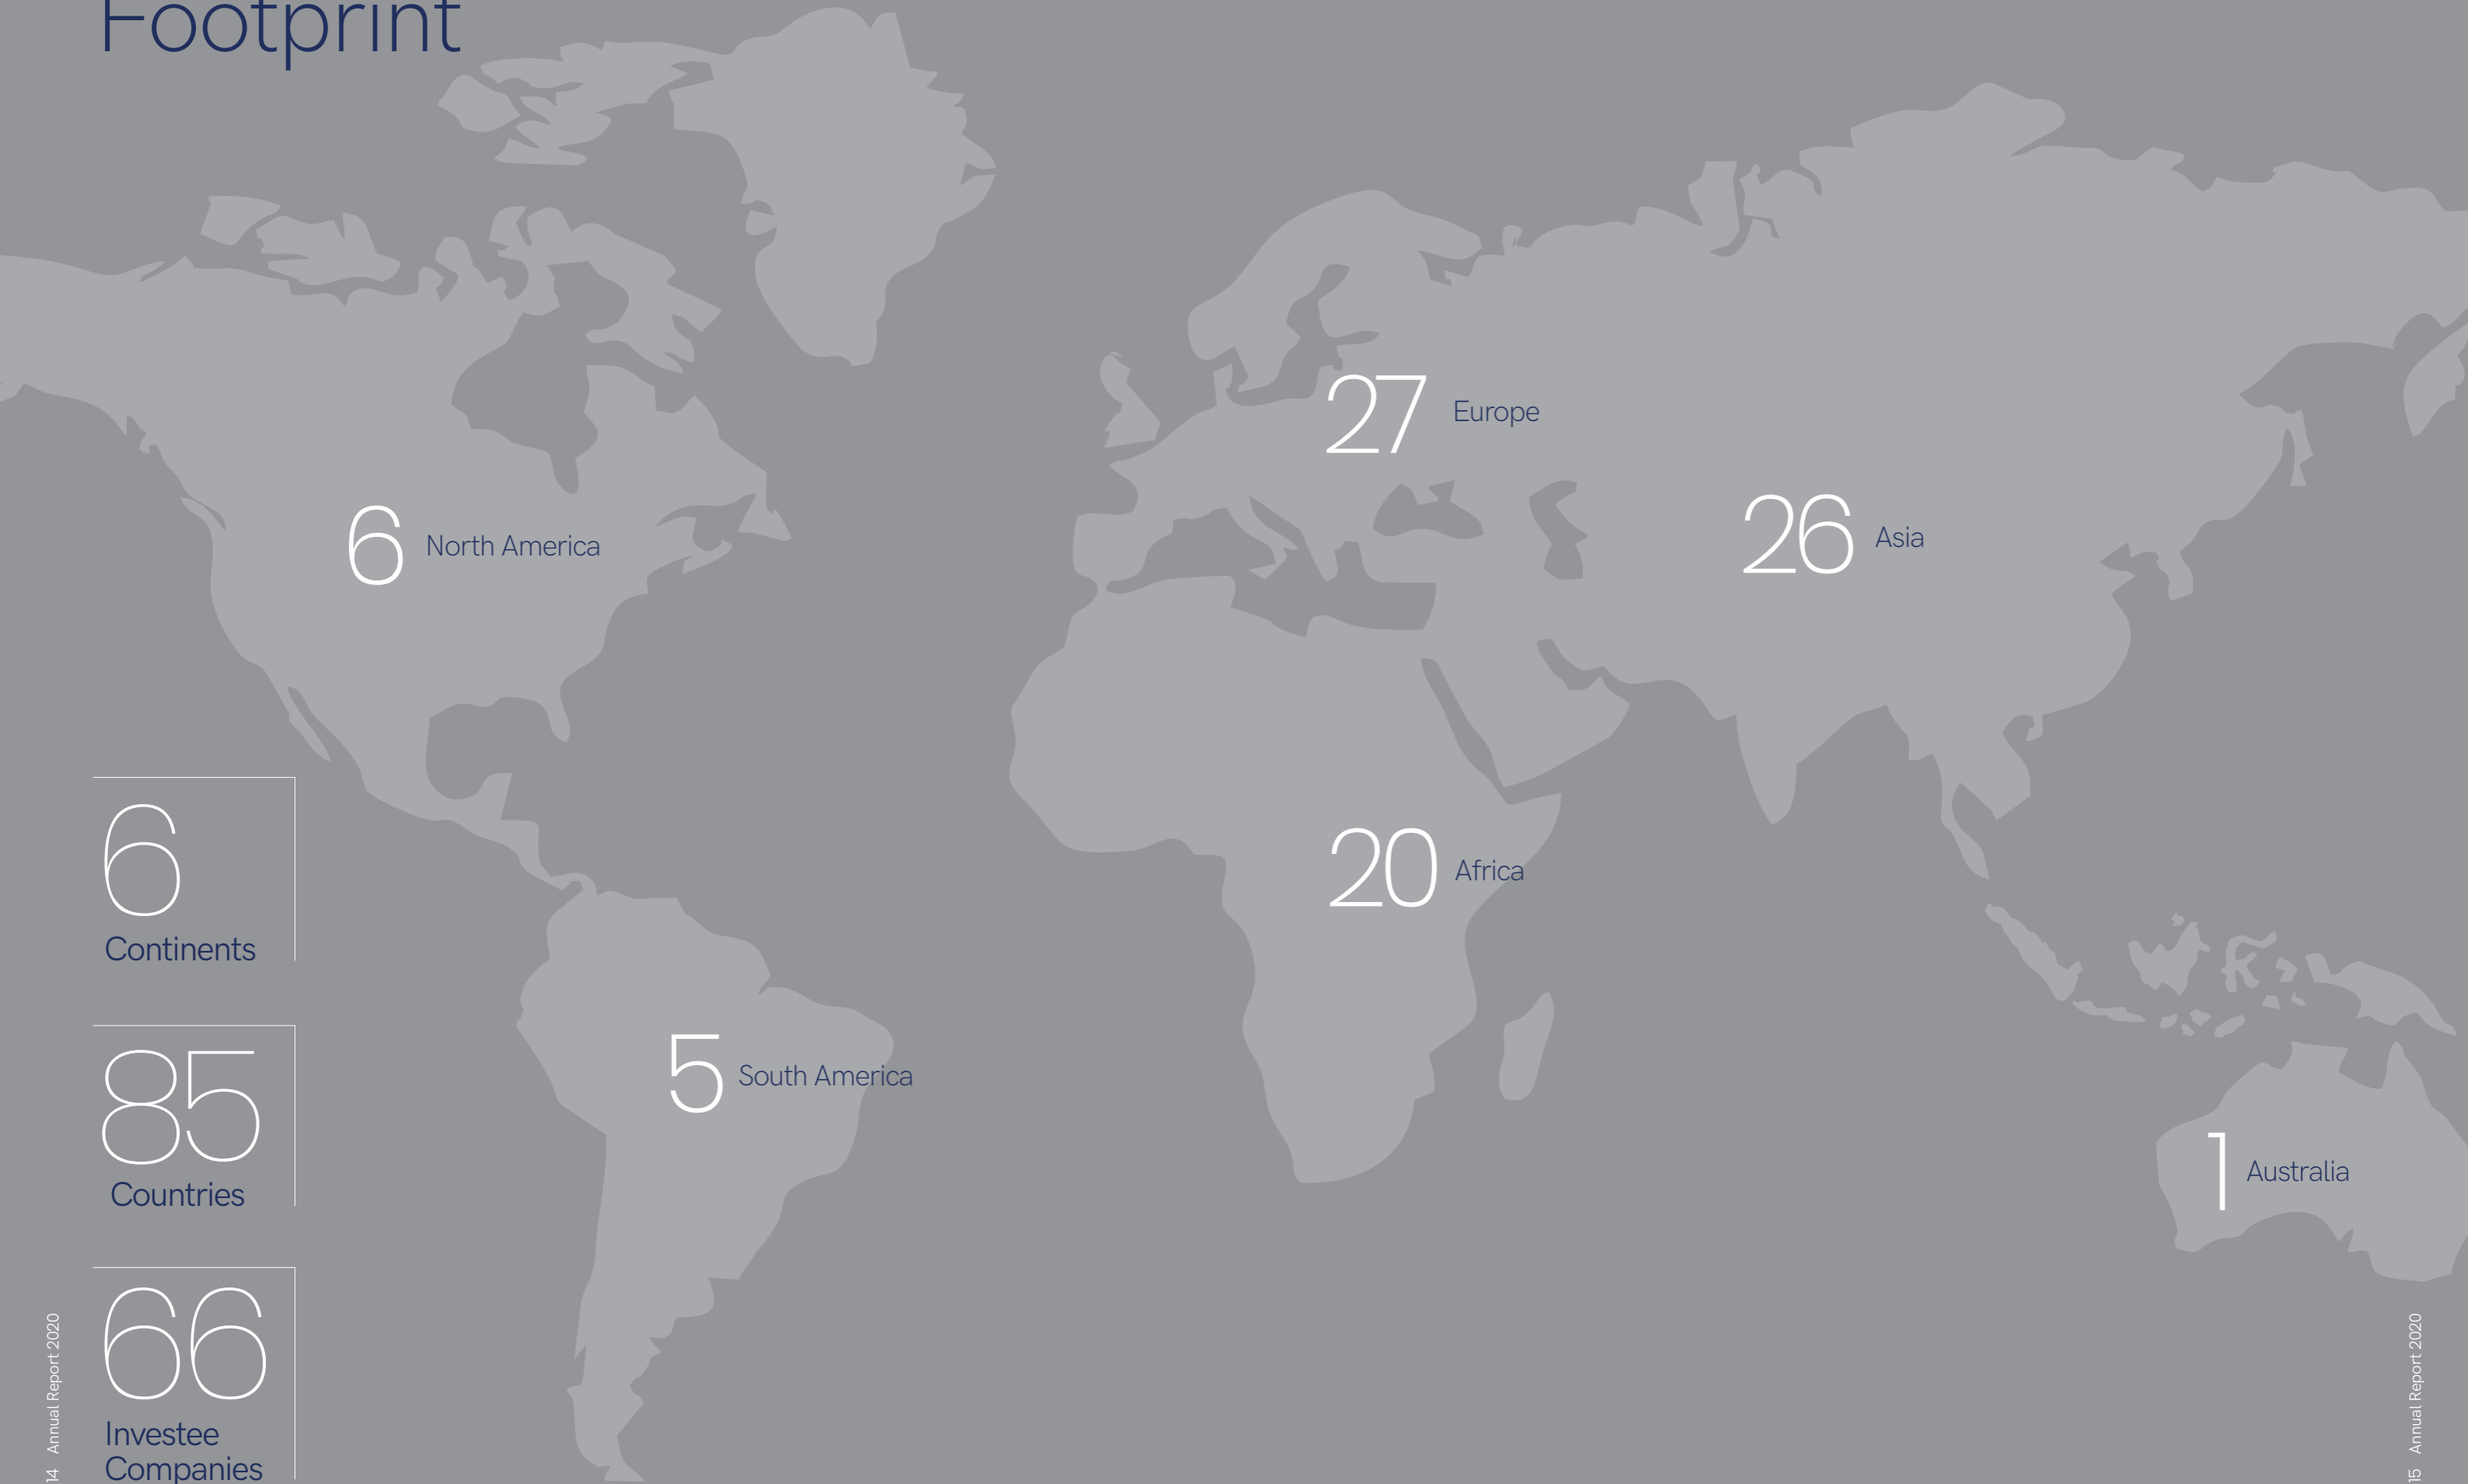 Footprint
27 Europe
6 North America
26 Asia
6
Continents
20 Africa
85
Countries
5 South America
1 Australia
66
Investee
Companies
14 Annual Report 2020
15 Annual Report 2020